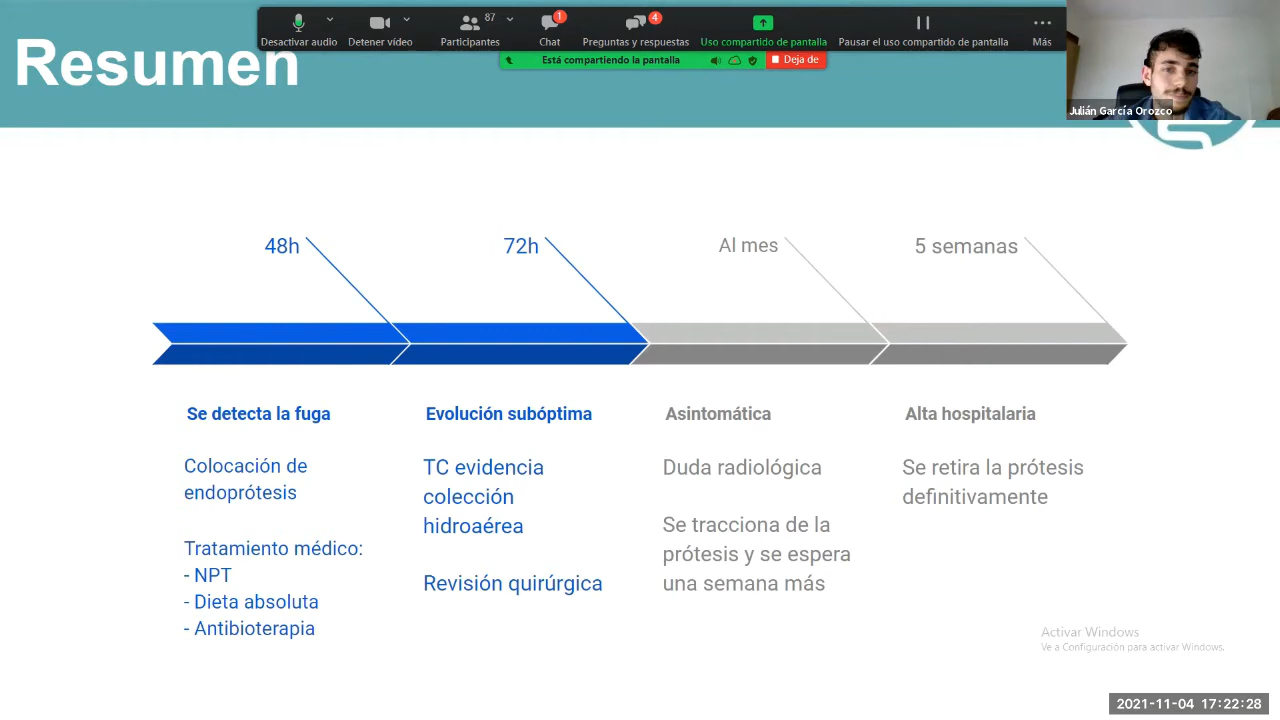 Resumen
87
1
4
Desactivar audio
Detener vídeo
Participantes
Chat
Preguntas y respuestas
Uso compartido de pantalla
Pausar el uso compartido de pantalla
Más
Está compartiendo la pantalla
Deja de
Julián García Orozco
48h
72h
Al mes
5 semanas
Se detecta la fuga
Colocación de
endoprótesis
Tratamiento médico:
- NPT
- Dieta absoluta
- Antibioterapia
Evolución subóptima
TC evidencia
colección
hidroaérea
Revisión quirúrgica
Asintomática
Duda radiológica
Se tracciona de la
prótesis y se espera
una semana más
Alta hospitalaria
Se retira la prótesis
definitivamente
Activar Windows
Ve a Configuración para activar Windows.
2021-11-04 17:22:28